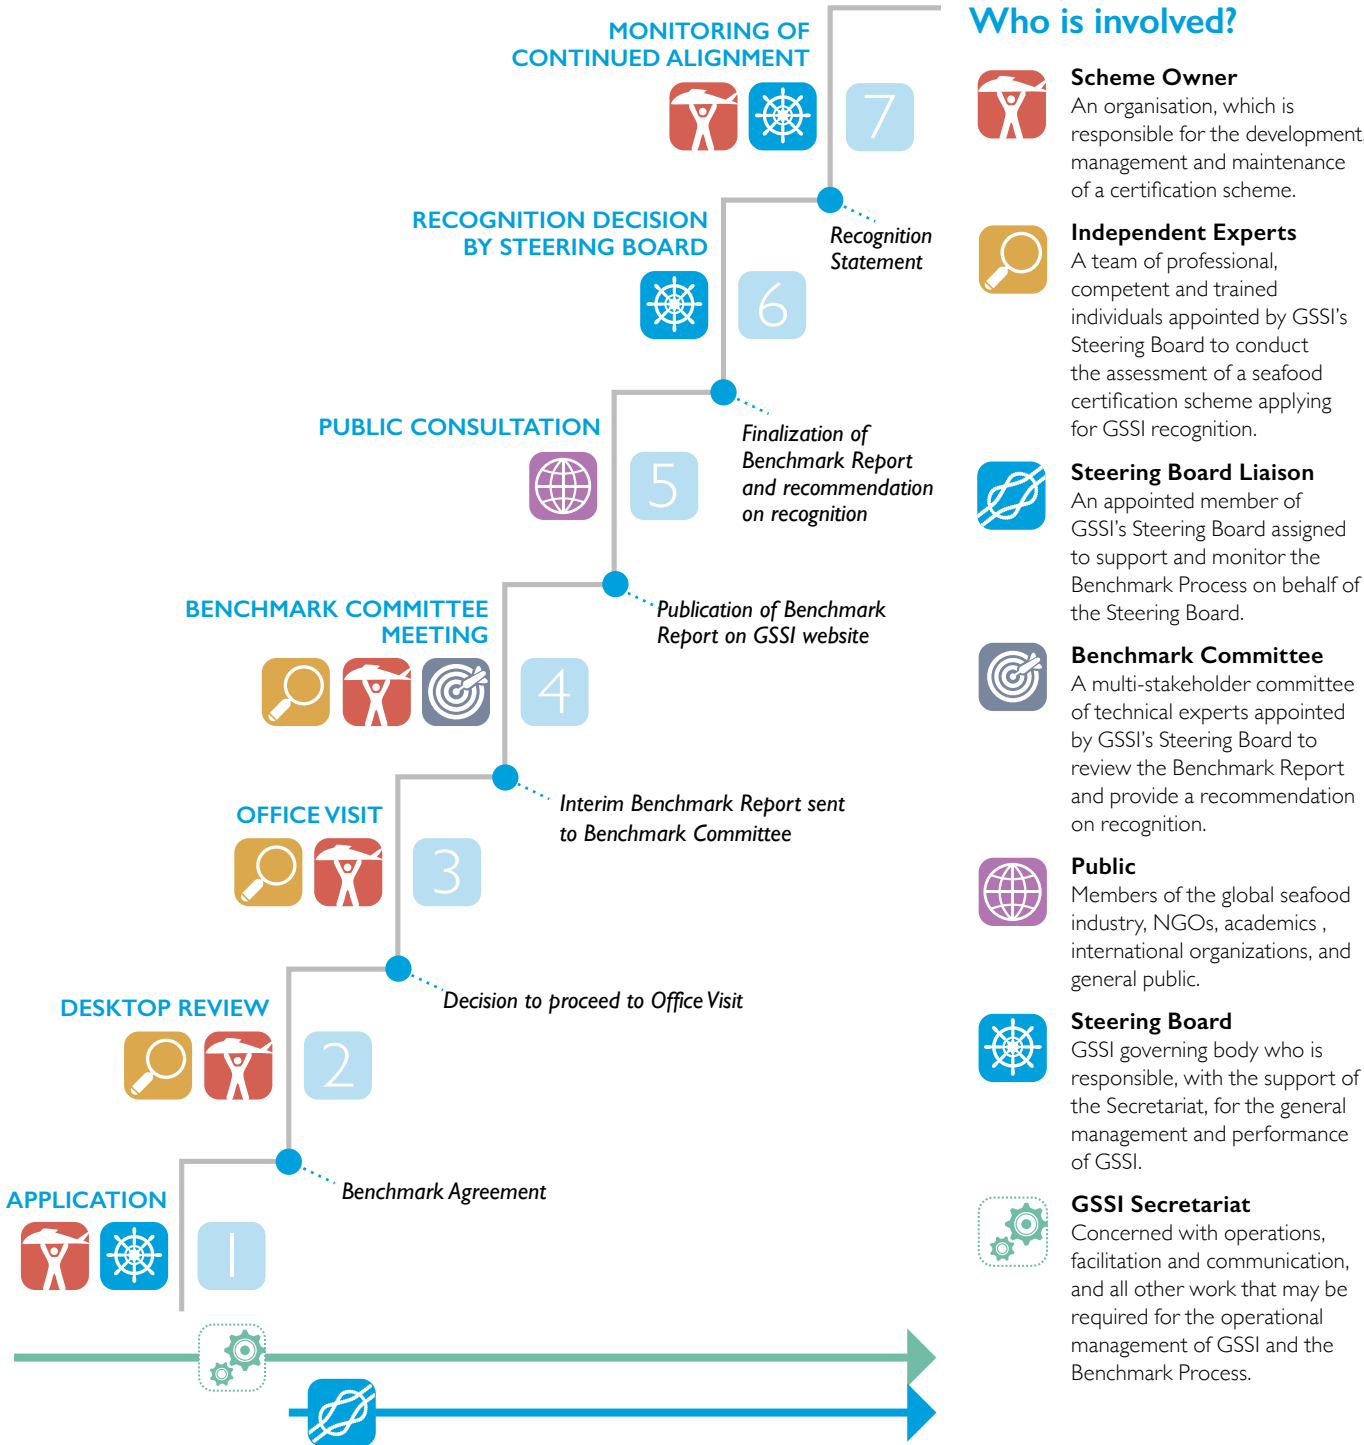 MONITORING OF
CONTINUED ALIGNMENT
7
Recognition
Statement
RECOGNITION DECISION
BY STEERING BOARD
6
Finalization of
Benchmark Report
and recommendation
on recognition
PUBLIC CONSULTATION
5
Publication of Benchmark
Report on GSSI website
BENCHMARK COMMITTEE
MEETING
4
Interim Benchmark Report sent
to Benchmark Committee
OFFICE VISIT
3
Decision to proceed to Office Visit
DESKTOP REVIEW
2
Benchmark Agreement
APPLICATION
1
Who is involved?
Scheme Owner
An organisation, which is
responsible for the development
management and maintenance
of a certification scheme.
Independent Experts
A team of professional,
competent and trained
individuals appointed by GSSI's
Steering Board to conduct
the assessment of a seafood
certification scheme applying
for GSSI recognition.
Steering Board Liaison
An appointed member of
GSSI's Steering Board assigned
to support and monitor the
Benchmark Process on behalf of
the Steering Board.
Benchmark Committee
A multi-stakeholder committee
of technical experts appointed
by GSSI's Steering Board to
review the Benchmark Report
and provide a recommendation
on recognition.
Public
Members of the global seafood
industry, NGOs, academics ,
international organizations, and
general public.
Steering Board
GSSI governing body who is
responsible, with the support of
the Secretariat, for the general
management and performance
of GSSI.
GSSI Secretariat
Concerned with operations,
facilitation and communication,
and all other work that may be
required for the operational
management of GSSI and the
Benchmark Process.